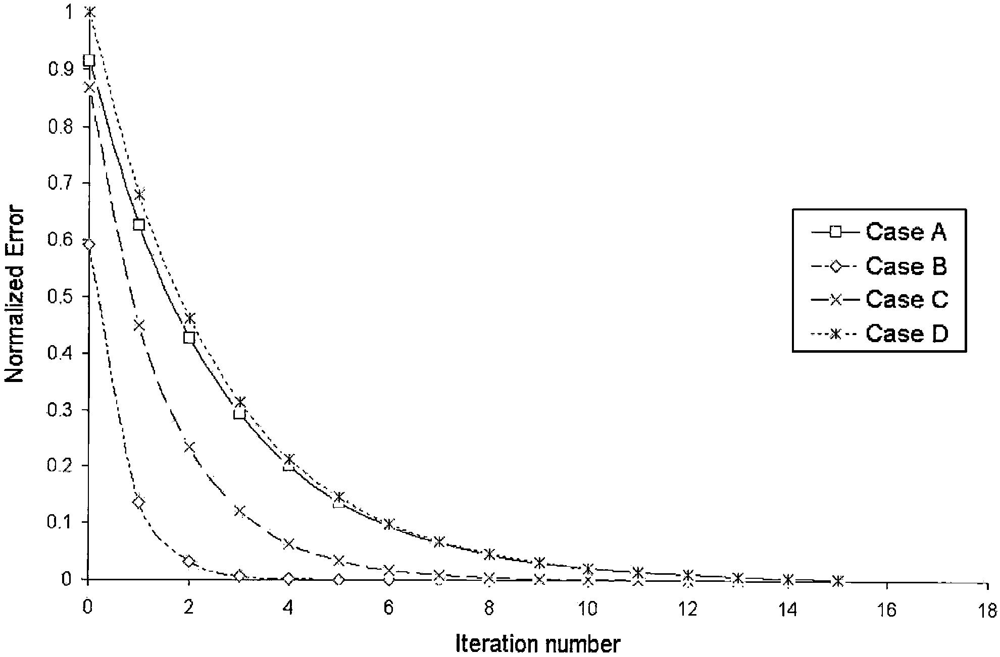 1
0.9
0.8
0.7
0.6
0.5
0.4
0.3
0.2
0.1
0
Normalized Error
0 2 4 6 8 10 12 14 16 18
Iteration number
Case A
Case B
Case C
Case D